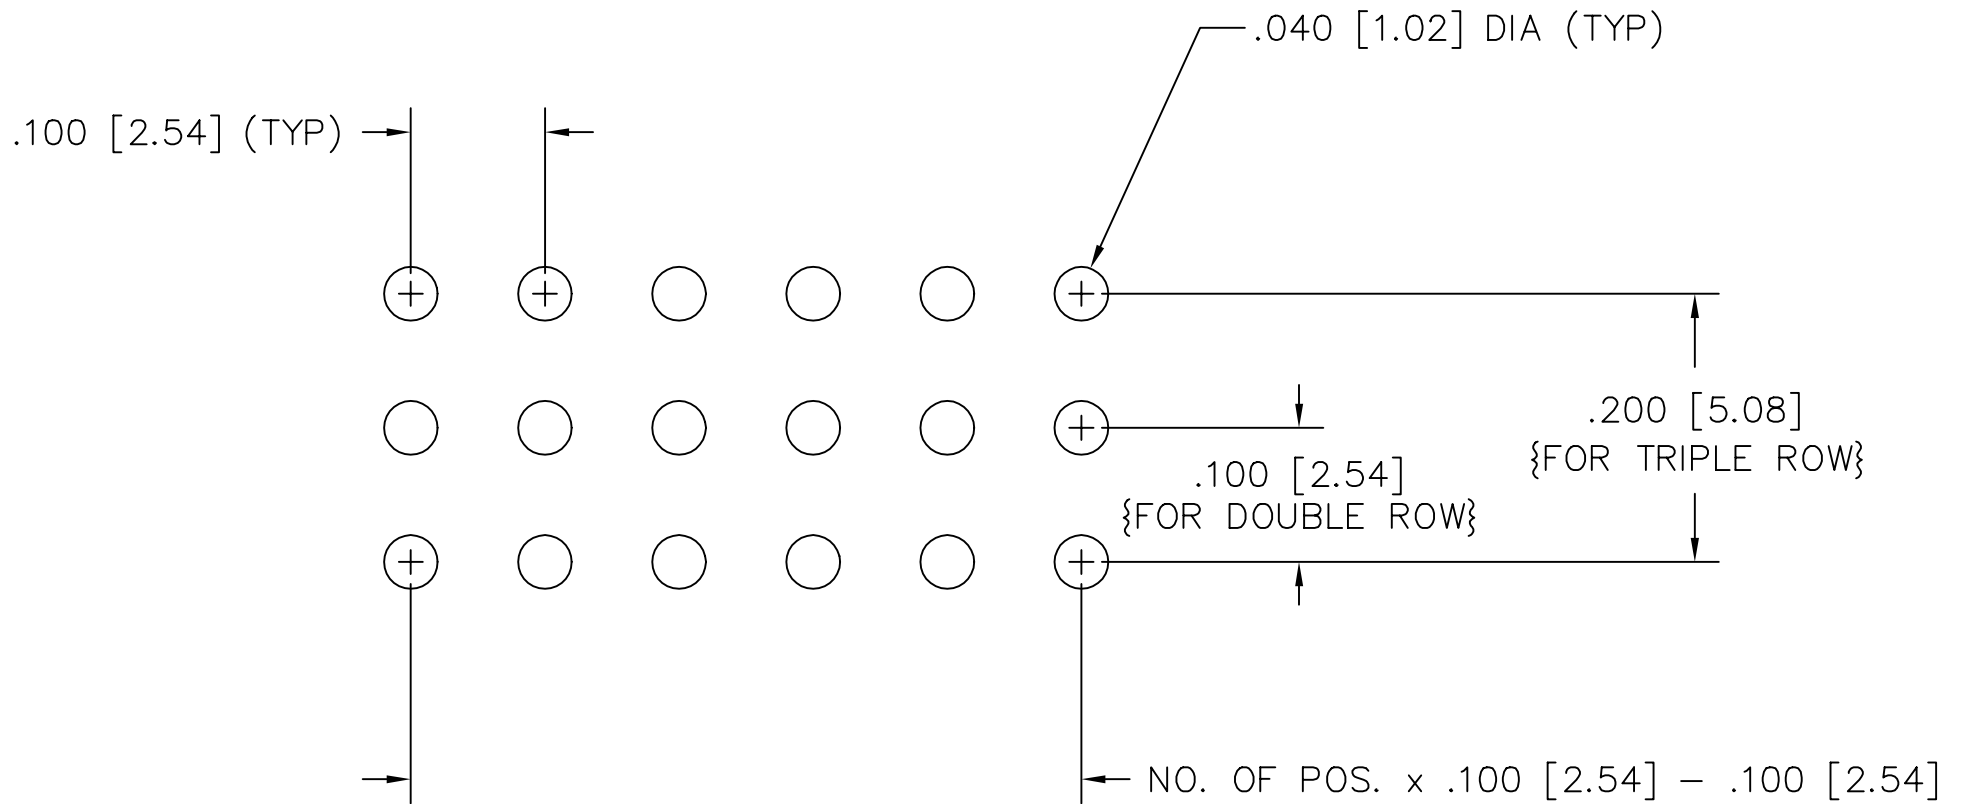 .040 [1.02] DIA (TYP)
.100 [2.54] (TYP)
.200 [5.08]
{FOR TRIPLE ROW}
.100 [2.54]
{FOR DOUBLE ROW}
NO. OF POS. x .100 [2.54] – .100 [2.54]